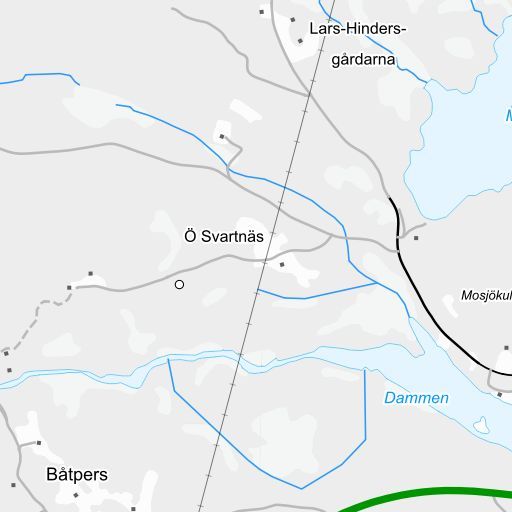 Lars-Hinders-
gårdarna
Ö Svartnäs
Mosjökul
Dammen
Båtpers